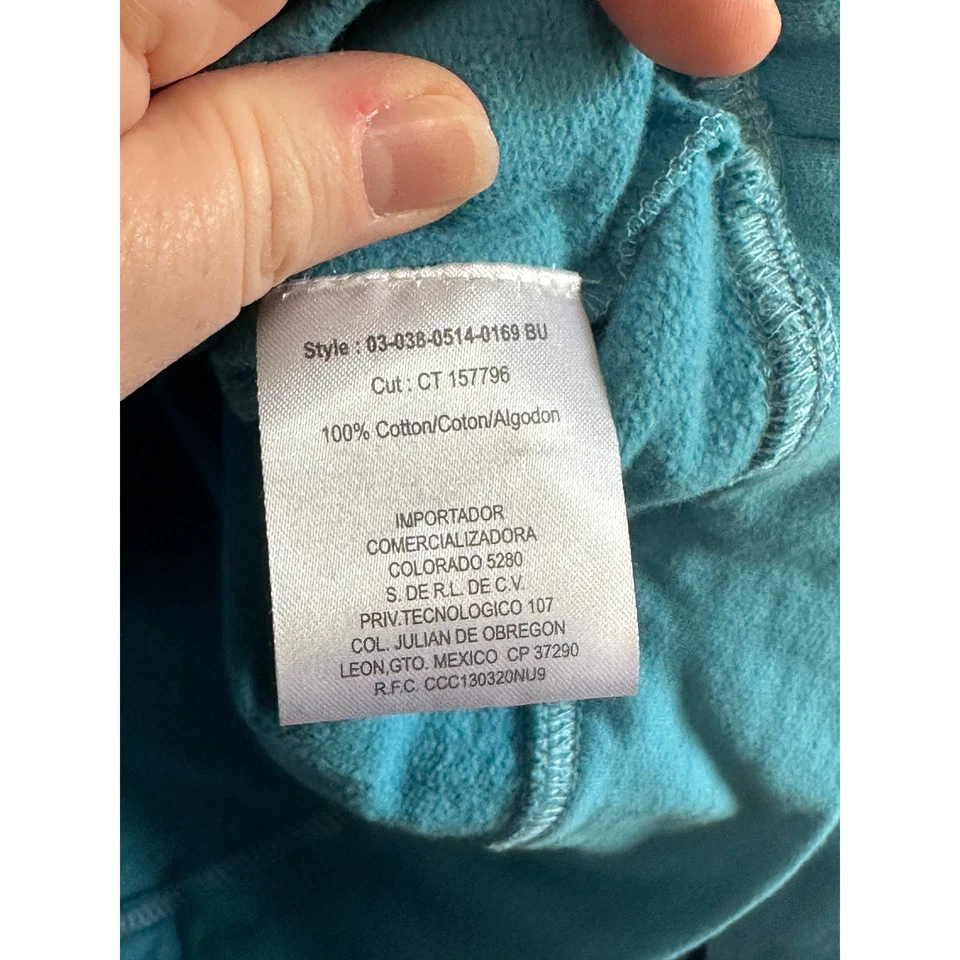 Style : 03-038-0514-0169 BU
Cut : CT 157796
100% Cotton/Coton/Algodon
IMPORTADOR
COMERCIALIZADORA
COLORADO 5280
S. DE R.L. DE C.V.
PRIV.TECNOLOGICO 107
COL. JULIAN DE OBREGON
LEON,GTO. MEXICO CP 37290
R.F.C. CCC130320NU9